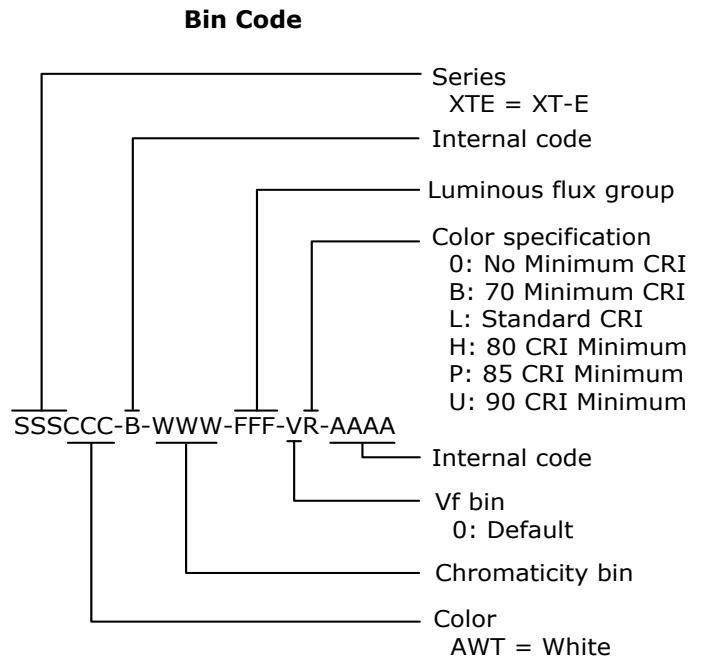 Bin Code
Series
XTE = XT-E
Internal code
Luminous flux group
Color specification
0: No Minimum CRI
B: 70 Minimum CRI
L: Standard CRI
H: 80 CRI Minimum
P: 85 CRI Minimum
U: 90 CRI Minimum
SSSCCC-B-WWW-FFF-VR-AAAA
Internal code
Vf bin
0: Default
Chromaticity bin
Color
AWT = White